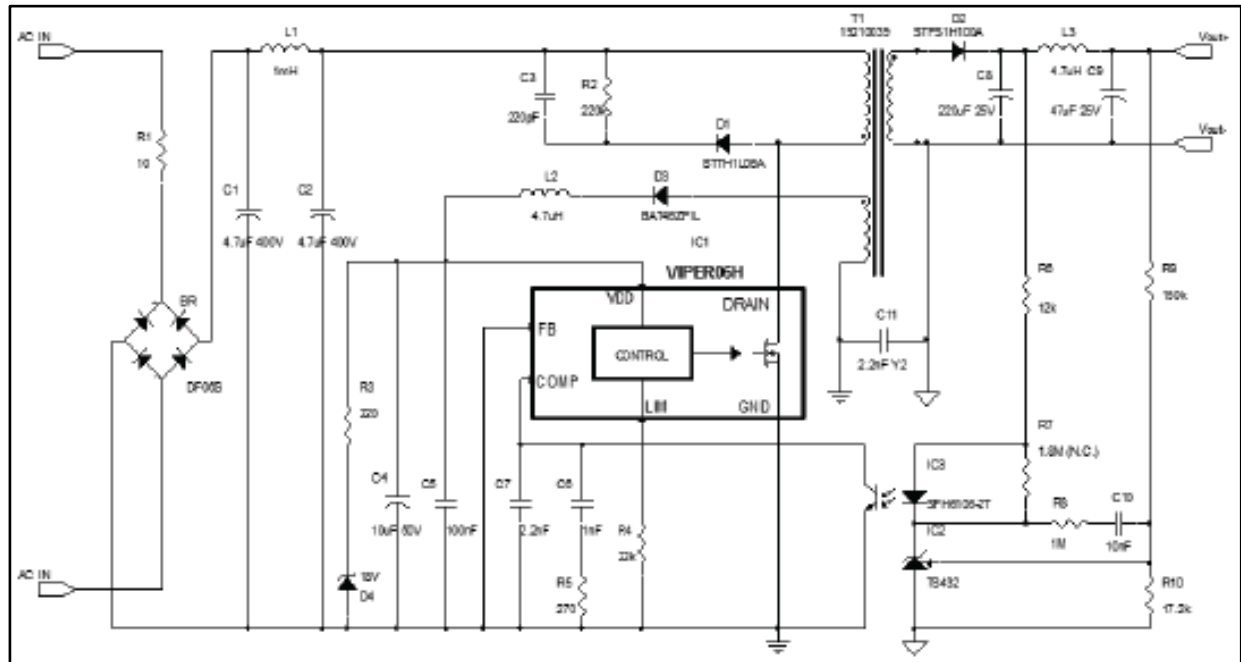 AC IN
R1
10
L1
1mH
C3
220pF
R2
220k
D1
STTH1L06A
T1
15210039
D2
STPS1H100A
L3
4.7uH
C8
220uF 25V
C9
47uF 25V
Vout+
Vout-
C1
4.7uF 400V
C2
4.7uF 400V
L2
4.7uH
D3
IC1
VIPER06H
VDD
DRAIN
FB
CONTROL
COMP
LIM
GND
C11
2.2nF Y2
R6
12k
R9
150k
BR
DF06S
R3
220
C4
10uF 50V
C5
100nF
C7
2.2nF
C6
1nF
R4
22k
R5
270
18V
D4
R7
1.8M (N.C.)
IC3
SFH610A-2T
IC2
TS432
R8
1M
C10
10nF
R10
17.2k
AC IN